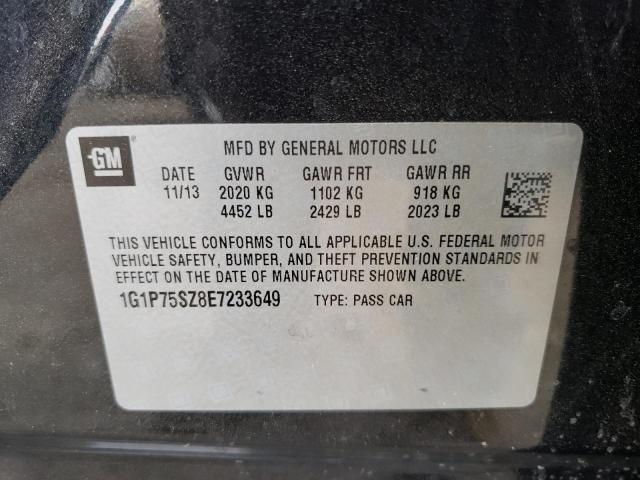 GM
MFD BY GENERAL MOTORS LLC
DATE GVWR GAWR FRT GAWR RR
11/13 2020 KG 1102 KG 918 KG
4452 LB 2429 LB 2023 LB
THIS VEHICLE CONFORMS TO ALL APPLICABLE U.S. FEDERAL MOTOR
VEHICLE SAFETY, BUMPER, AND THEFT PREVENTION STANDARDS IN
EFFECT ON THE DATE OF MANUFACTURE SHOWN ABOVE.
1G1P75SZ8E7233649 TYPE: PASS CAR